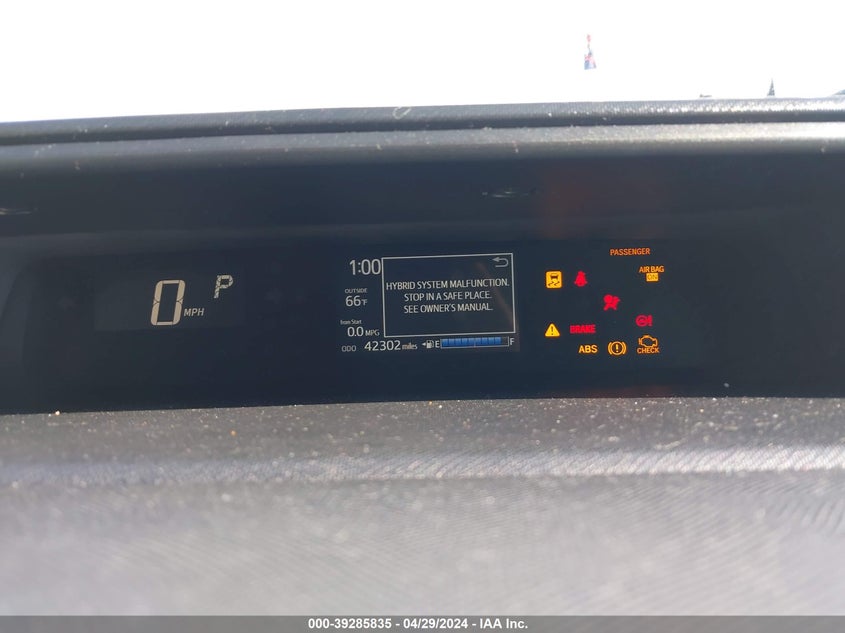 0 MPH P
1:00
OUTSIDE
66°F
from Start
0.0 MPG
ODO 42302 miles
E F
HYBRID SYSTEM MALFUNCTION.
STOP IN A SAFE PLACE.
SEE OWNER'S MANUAL.
PASSENGER
AIR BAG
ON
BRAKE
ABS
CHECK
000-39285835 - 04/29/2024 - IAA Inc.